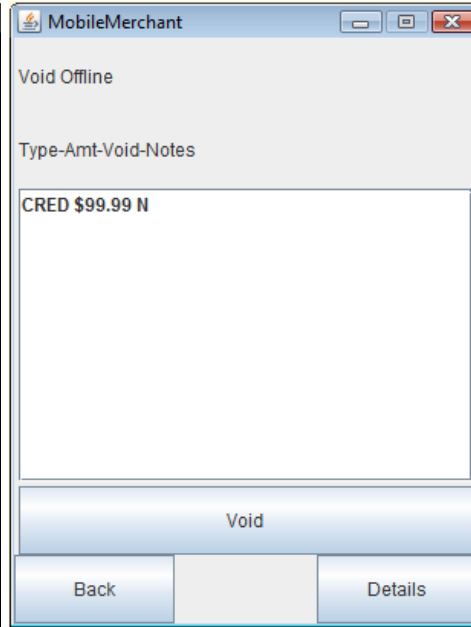 MobileMerchant
Void Offline
Type-Amt-Void-Notes
CRED $99.99 N
Void
Back
Details